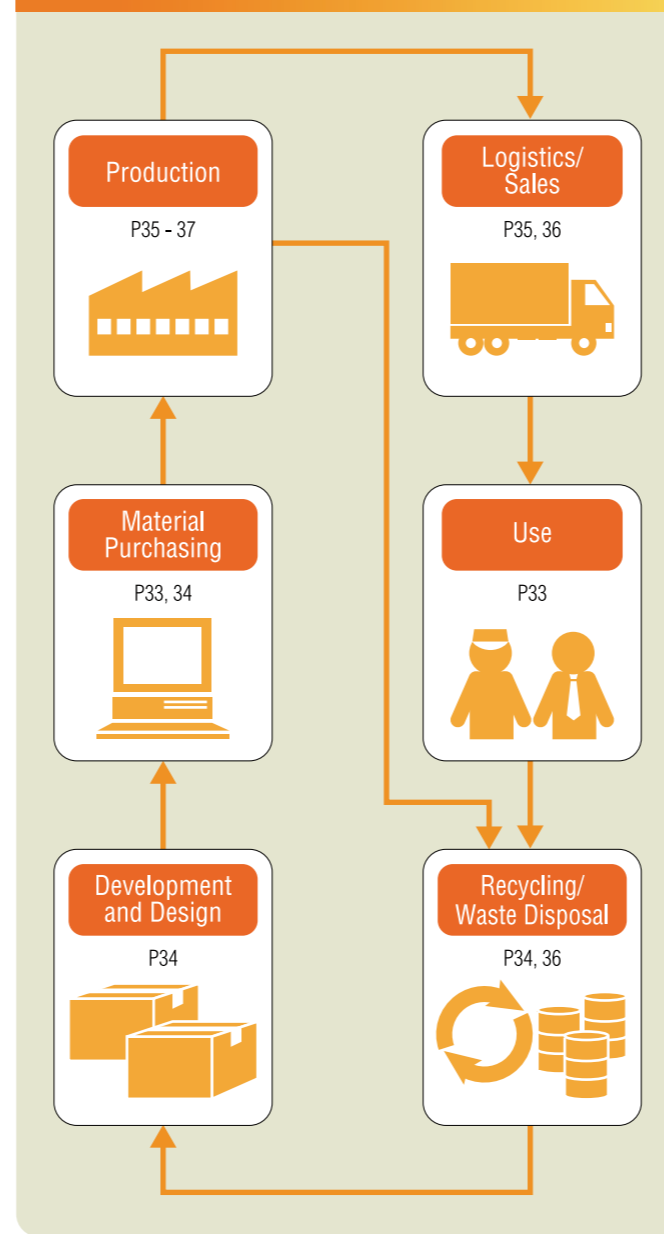 Production
P35 - 37
Logistics/
Sales
P35, 36
Material
Purchasing
P33, 34
Use
P33
Development
and Design
P34
Recycling/
Waste Disposal
P34, 36